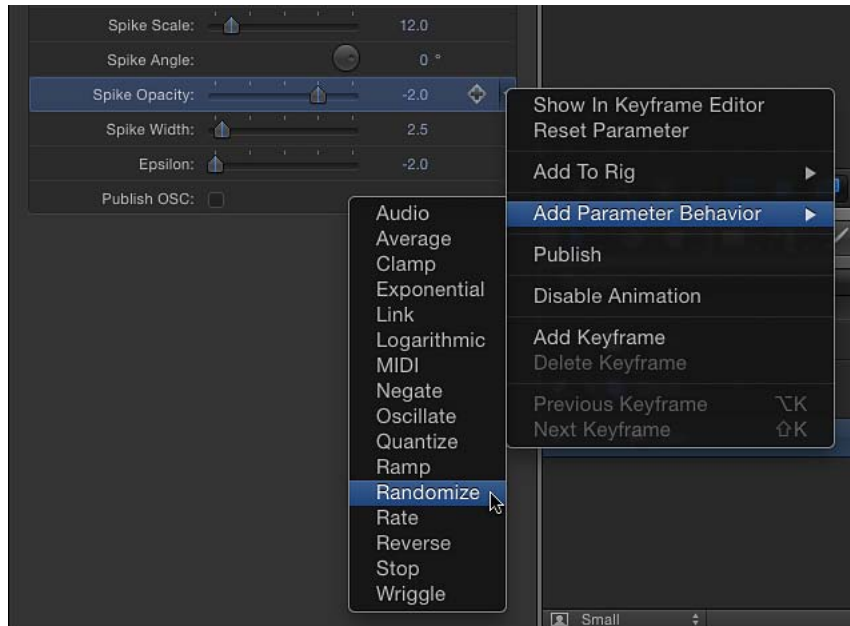 Spike Scale: 12.0
Spike Angle: 0 °
Spike Opacity: -2.0
Spike Width: 2.5
Epsilon: -2.0
Publish OSC:
Show In Keyframe Editor
Reset Parameter
Add To Rig
Add Parameter Behavior
Publish
Disable Animation
Add Keyframe
Delete Keyframe
Previous Keyframe ⌥K
Next Keyframe ⇧K
Audio
Average
Clamp
Exponential
Link
Logarithmic
MIDI
Negate
Oscillate
Quantize
Ramp
Randomize
Rate
Reverse
Stop
Wriggle
Small